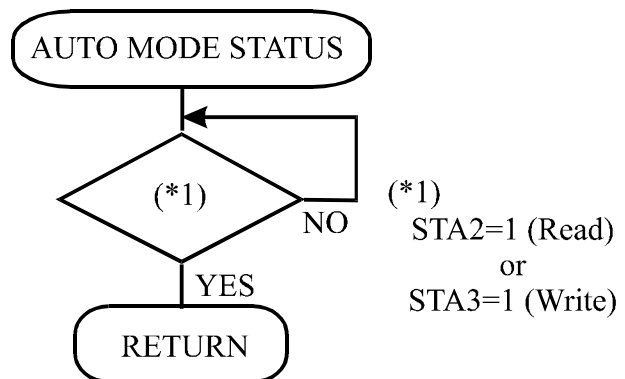 AUTO MODE STATUS
(*1)
NO
(*1)
STA2=1 (Read)
or
STA3=1 (Write)
YES
RETURN